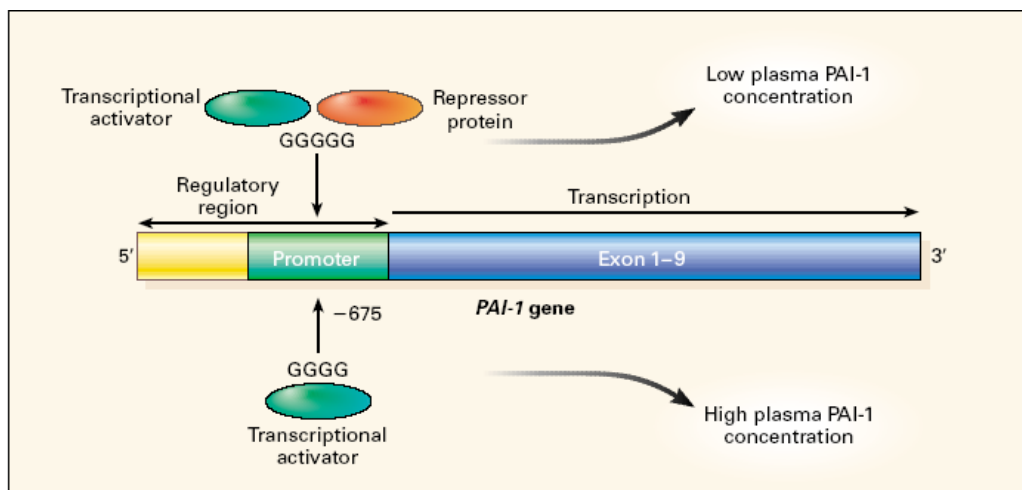 Transcriptional
activator
Repressor
protein
Low plasma PAI-1
concentration
GGGGG
Regulatory
region
Transcription
5′
Promoter
Exon 1–9
3′
–675
PAI-1 gene
GGGG
Transcriptional
activator
High plasma PAI-1
concentration